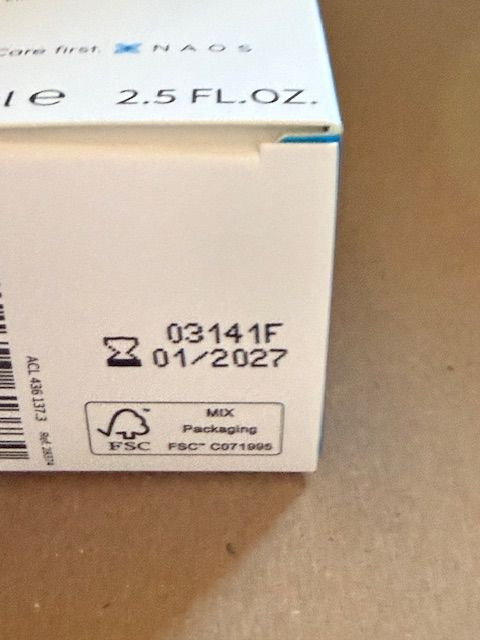 Care first. NAOS
l e 2.5 FL.OZ.
03141F
01/2027
MIX
Packaging
FSC FSC™ C071995
ACL 436 137.3